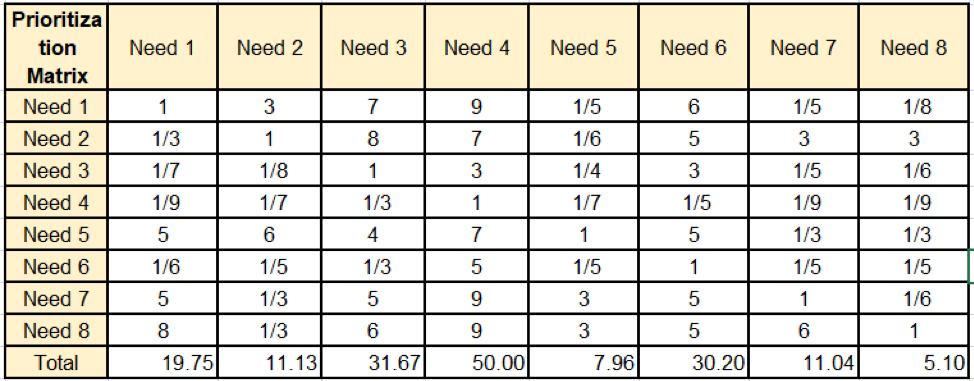 Prioritiza
tion
Matrix Need 1 Need 2 Need 3 Need 4 Need 5 Need 6 Need 7 Need 8
Need 1 1 3 7 9 1/5 6 1/5 1/8
Need 2 1/3 1 8 7 1/6 5 3 3
Need 3 1/7 1/8 1 3 1/4 3 1/5 1/6
Need 4 1/9 1/7 1/3 1 1/7 1/5 1/9 1/9
Need 5 5 6 4 7 1 5 1/3 1/3
Need 6 1/6 1/5 1/3 5 1/5 1 1/5 1/5
Need 7 5 1/3 5 9 3 5 1 1/6
Need 8 8 1/3 6 9 3 5 6 1
Total 19.75 11.13 31.67 50.00 7.96 30.20 11.04 5.10